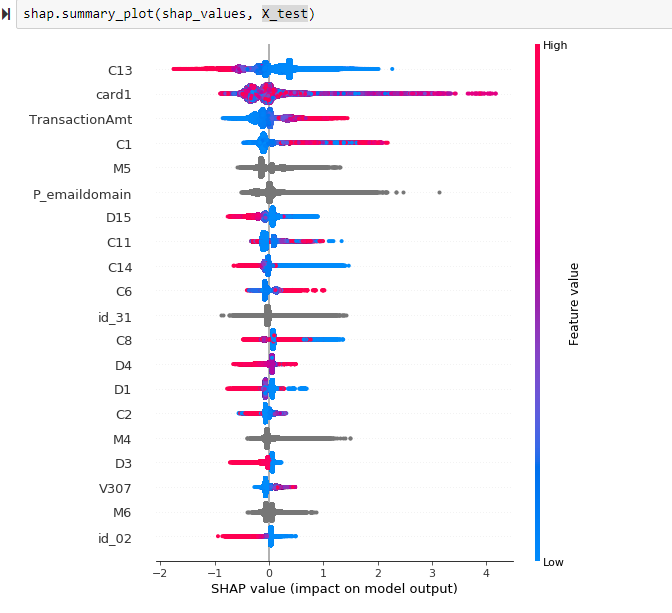 shap.summary_plot(shap_values, X_test)
High
C13
card1
TransactionAmt
C1
M5
P_emaildomain
D15
C11
C14
C6
id_31
C8
D4
D1
C2
M4
D3
V307
M6
id_02
Feature value
Low
−2 −1 0 1 2 3 4
SHAP value (impact on model output)